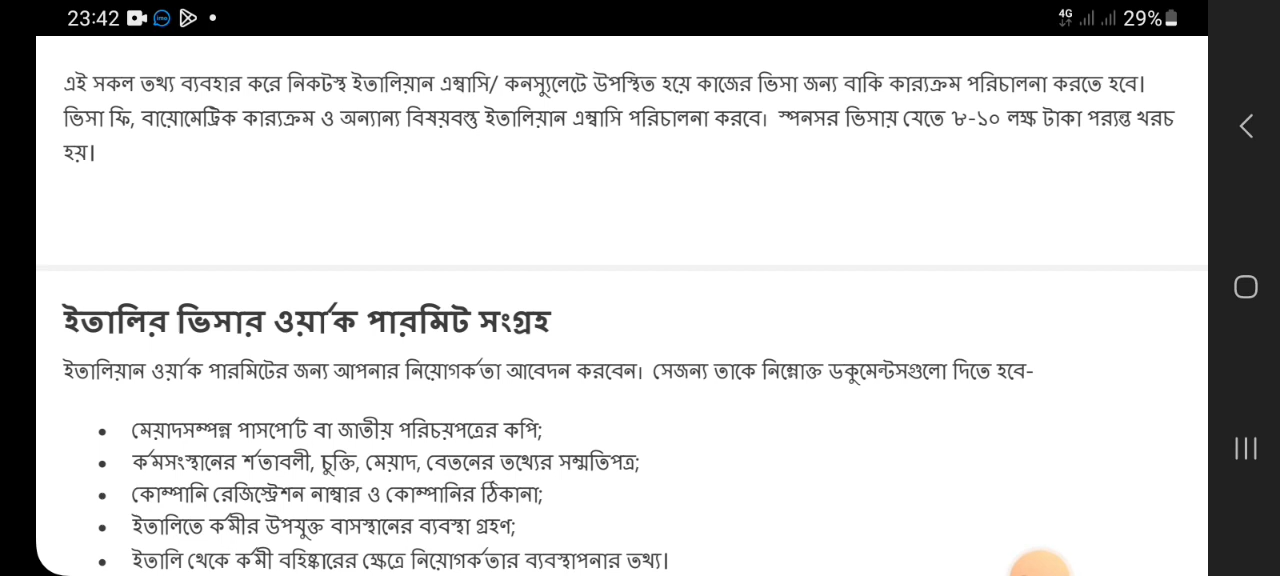 23:42
4G 29%
এই সকল তথ্য ব্যবহার করে নিকটস্থ ইতালিয়ান এম্বাসি/ কনস্যুলেটে উপস্থিত হয়ে কাজের ভিসা জন্য বাকি কার্যক্রম পরিচালনা করতে হবে।
ভিসা ফি, বায়োমেট্রিক কার্যক্রম ও অন্যান্য বিষয়বস্তু ইতালিয়ান এম্বাসি পরিচালনা করবে। স্পনসর ভিসায় যেতে ৮-১০ লক্ষ টাকা পর্যন্ত খরচ
হয়।
ইতালির ভিসার ওয়ার্ক পারমিট সংগ্রহ
ইতালিয়ান ওয়ার্ক পারমিটের জন্য আপনার নিয়োগকর্তা আবেদন করবেন। সেজন্য তাকে নিম্নোক্ত ডকুমেন্টসগুলো দিতে হবে-
• মেয়াদসম্পন্ন পাসপোর্ট বা জাতীয় পরিচয়পত্রের কপি;
• কর্মসংস্থানের শর্তাবলী, চুক্তি, মেয়াদ, বেতনের তথ্যের সম্মতিপত্র;
• কোম্পানি রেজিস্ট্রেশন নাম্বার ও কোম্পানির ঠিকানা;
• ইতালিতে কর্মীর উপযুক্ত বাসস্থানের ব্যবস্থা গ্রহণ;
• ইতালি থেকে কর্মী বহিষ্কারের ক্ষেত্রে নিয়োগকর্তার ব্যবস্থাপনার তথ্য।